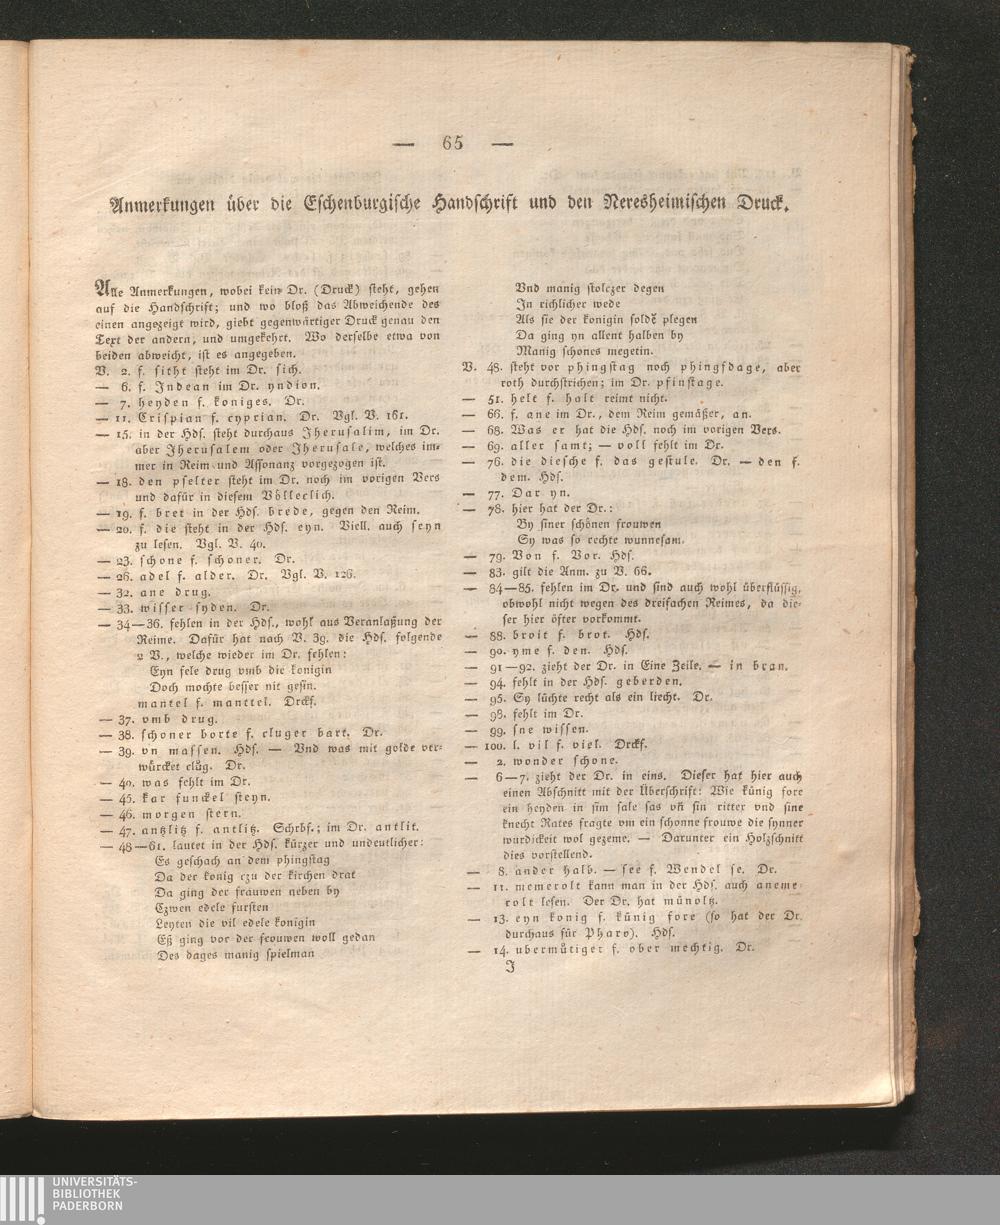 — 65 —
Anmerkungen über die Eschenburgische Handschrift und den Neresheimischen Druck.
Alle Anmerkungen, wobei kein Dr. (Druck) steht, gehen
auf die Handschrift; und wo bloß das Abweichende des
einen angezeigt wird, giebt gegenwärtiger Druck genau den
Text der andern, und umgekehrt. Wo derselbe etwa von
beiden abweicht, ist es angegeben.
V. 2. f. sitht steht im Dr. sich.
— 6. f. Indean im Dr. yndion.
— 7. heyden f. koniges. Dr.
— 11. Crispian f. cyprian. Dr. Vgl. V. 161.
— 15. in der Hds. steht durchaus Jherusalim, im Dr.
aber Jherusalem oder Jherusale, welches im=
mer in Reim und Assonanz vorgezogen ist.
— 18. den pselter steht im Dr. noch im vorigen Vers
und dafür in diesem Völleclich.
— 19. f. bret in der Hds. brede, gegen den Reim.
— 20. f. die steht in der Hds. eyn. Viell. auch seyn
zu lesen. Vgl. V. 40.
— 23. schone f. schoner. Dr.
— 26. adel f. alder. Dr. Vgl. V. 126.
— 32. ane drug.
— 33. wisser syden. Dr.
— 34—36. fehlen in der Hds., wohl aus Veranlaßung der
Reime. Dafür hat nach V. 39. die Hds. folgende
2 V., welche wieder im Dr. fehlen:
Eyn fele drug vmb die konigin
Doch mochte besser nit gesin.
mantel f. manttel. Drckf.
— 37. vmb drug.
— 38. schoner borte f. cluger bart. Dr.
— 39. vn massen. Hds. — Vnd was mit golde ver=
würcket clůg. Dr.
— 40. was fehlt im Dr.
— 45. kar funckel steyn.
— 46. morgen stern.
— 47. antzlitz f. antlitz. Schrbf.; im Dr. antlit.
— 48—61. lautet in der Hds. kürzer und undeutlicher:
Es geschach an dem phingstag
Da der konig czu der kirchen drat
Da ging der frauwen neben by
Czwen edele fursten
Leyten die vil edele konigin
Eß ging vor der frouwen woll gedan
Des dages manig spielman
Vnd manig stolczer degen
In richlicher wede
Als sie der konigin sold plegen
Da ging yn allent halben by
Manig schones megetin.
V. 48. steht vor phingstag noch phingsdage, aber
roth durchstrichen; im Dr. pfinstage.
— 51. helt f. halt reimt nicht.
— 66. f. ane im Dr., dem Reim gemäßer, an.
— 68. Was er hat die Hds. noch im vorigen Vers.
— 69. aller samt; — voll fehlt im Dr.
— 76. die diesche f. das gestule. Dr. — den f.
dem. Hds.
— 77. Dar yn.
— 78. hier hat der Dr.:
By siner schönen frouwen
Sy was so rechte wunnesam.
— 79. Von f. Vor. Hds.
— 83. gilt die Anm. zu V. 66.
— 84—85. fehlen im Dr. und sind auch wohl überflüssig,
obwohl nicht wegen des dreifachen Reimes, da die=
ser hier öfter vorkommt.
— 88. broit f. brot. Hds.
— 90. yme f. den. Hds.
— 91—92. zieht der Dr. in Eine Zeile. — in bran.
— 94. fehlt in der Hds. geberden.
— 95. Sy lüchte recht als ein liecht. Dr.
— 98. fehlt im Dr.
— 99. sne wissen.
— 100. l. vil f. viel. Drckf.
— 2. wonder schone.
— 6—7. zieht der Dr. in eins. Dieser hat hier auch
einen Abschnitt mit der Überschrift: Wie künig fore
ein heyden in sim sale sas vn̄ sin ritter vnd sine
knecht Rates fragte vm ein schonne frouwe die synner
wurdickeit wol gezeme. — Darunter ein Holzschnitt
dies vorstellend.
— 8. ander halb. — see f. Wendel se. Dr.
— 11. memerolt kann man in der Hds. auch aneme=
rolt lesen. Der Dr. hat münoltz.
— 13. eyn konig f. künig fore (so hat der Dr.
durchaus für Pharo). Hds.
— 14. ubermůtiger f. ober mechtig. Dr.
I
UNIVERSITÄTS-
BIBLIOTHEK
PADERBORN